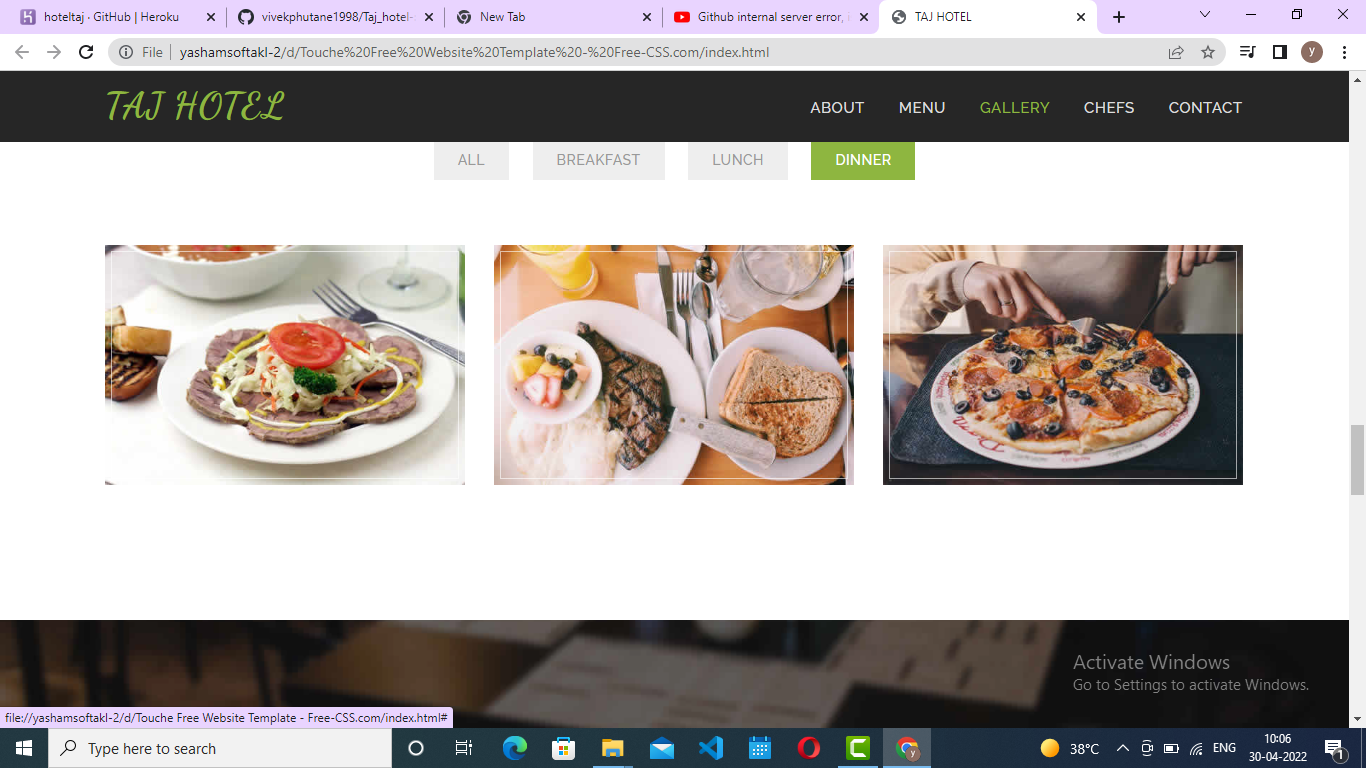 hoteltaj · GitHub | Heroku
vivekphutane1998/Taj_hotel-
New Tab
Github internal server error, i
TAJ HOTEL
File
yashamsoftakl-2/d/Touche%20Free%20Website%20Template%20-%20Free-CSS.com/index.html
y
TAJ HOTEL
ABOUT MENU GALLERY CHEFS CONTACT
ALL BREAKFAST LUNCH DINNER
Activate Windows
Go to Settings to activate Windows.
file://yashamsoftakl-2/d/Touche Free Website Template - Free-CSS.com/index.html#
Type here to search
y
38°C
ENG
10:06
30-04-2022
1